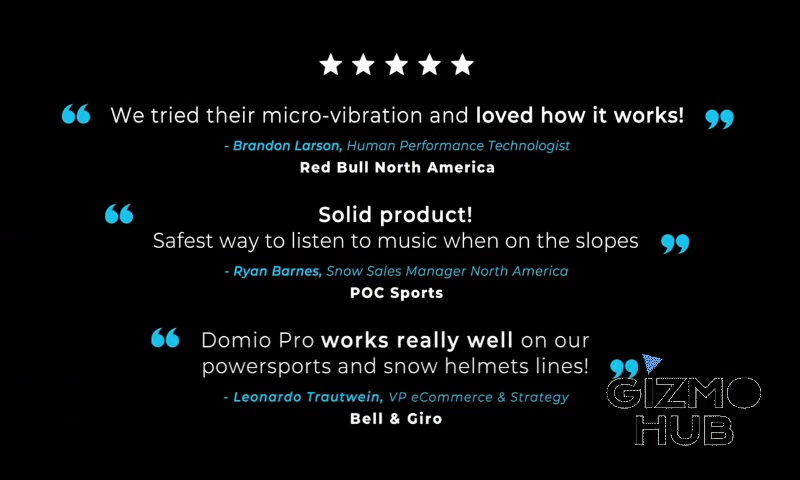 We tried their micro-vibration and loved how it works!
- Brandon Larson, Human Performance Technologist
Red Bull North America
Solid product!
Safest way to listen to music when on the slopes
- Ryan Barnes, Snow Sales Manager North America
POC Sports
Domio Pro works really well on our
powersports and snow helmets lines!
- Leonardo Trautwein, VP eCommerce & Strategy
Bell & Giro
GIZMO
HUB